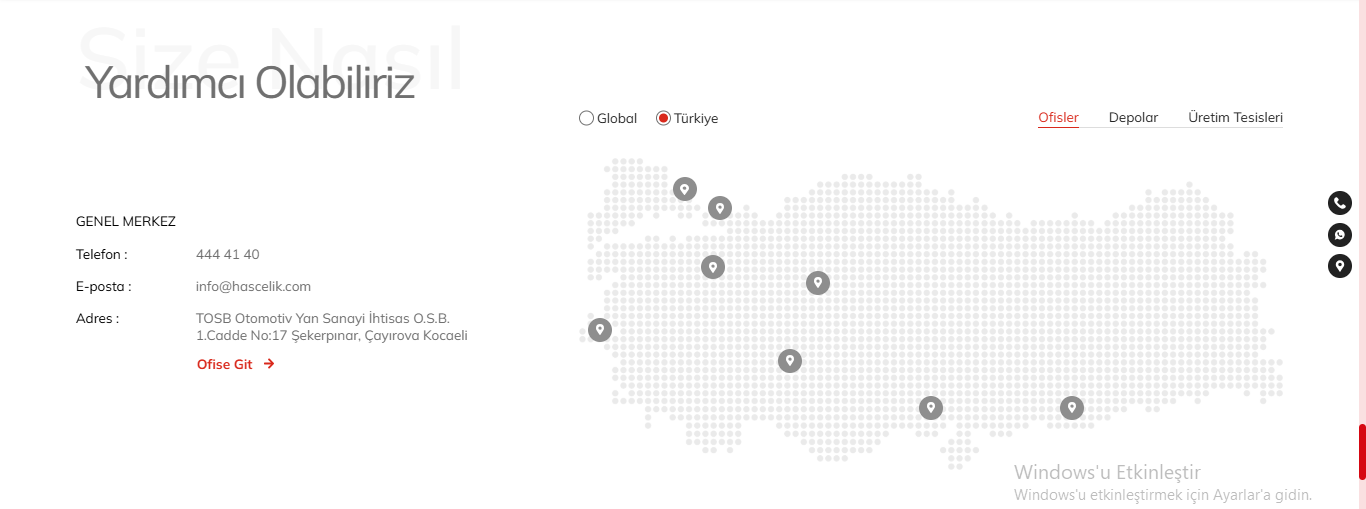 Size Nasıl
Yardımcı Olabiliriz
Global
Türkiye
Ofisler
Depolar
Üretim Tesisleri
GENEL MERKEZ
Telefon :
444 41 40
E-posta :
info@hascelik.com
Adres :
TOSB Otomotiv Yan Sanayi İhtisas O.S.B.
1.Cadde No:17 Şekerpınar, Çayırova Kocaeli
Ofise Git
Windows'u Etkinleştir
Windows'u etkinleştirmek için Ayarlar'a gidin.